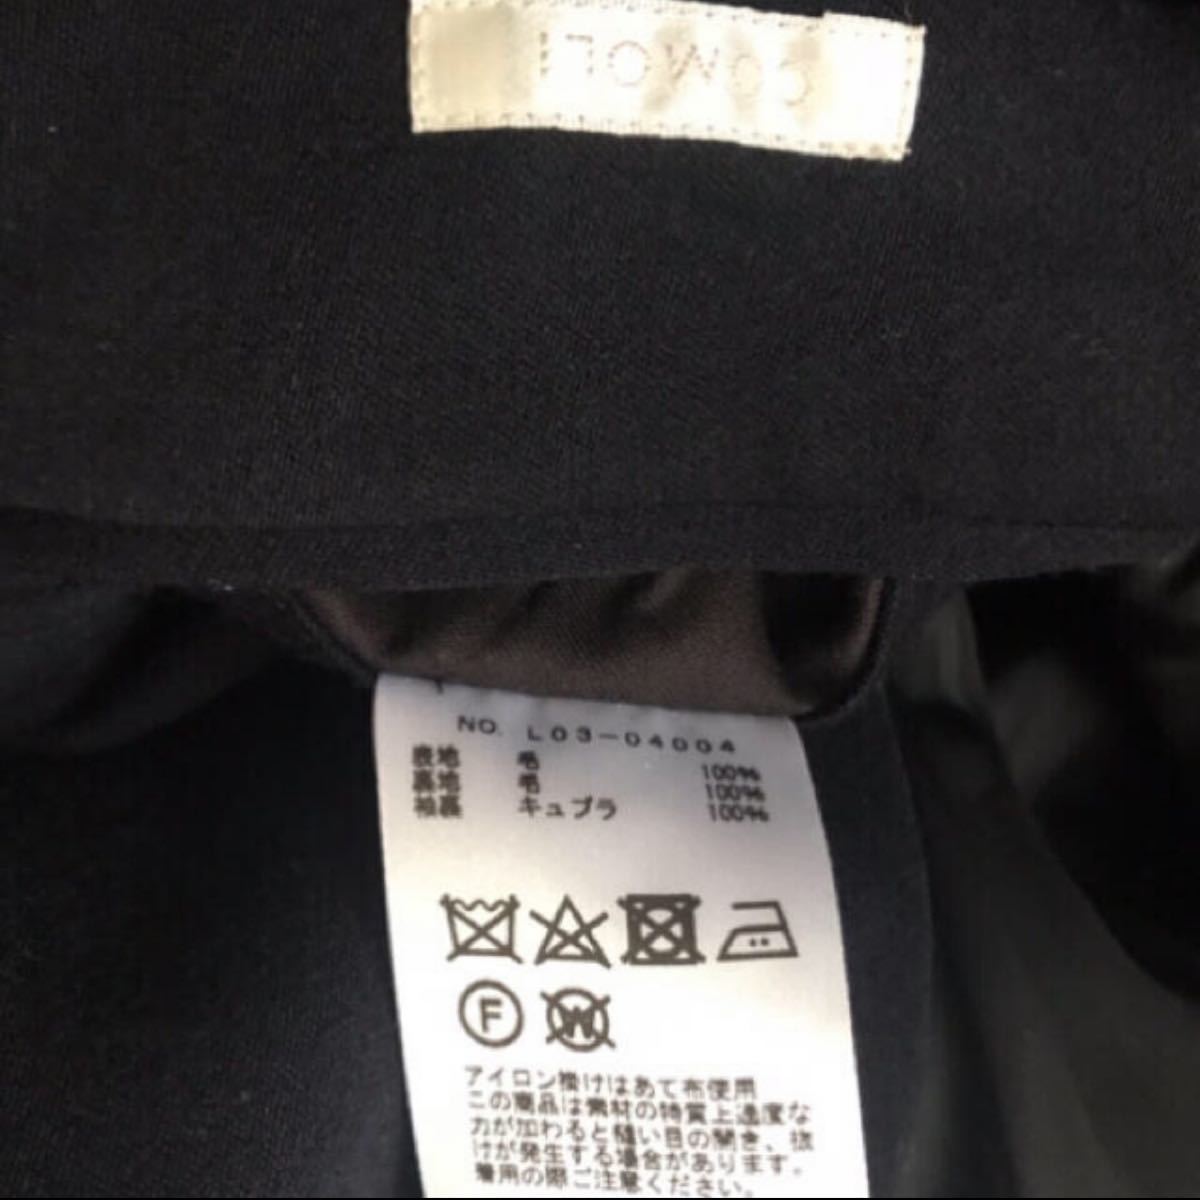 COMOLI
NO. L03-04004
表地 毛 100%
裏地 毛 100%
袖裏 キュプラ 100%
F
W
アイロン掛けはあて布使用
この商品は素材の特質上過度な
力が加わると縫い目の開き、抜
けが発生する場合があります。
着用の際ご注意ください。